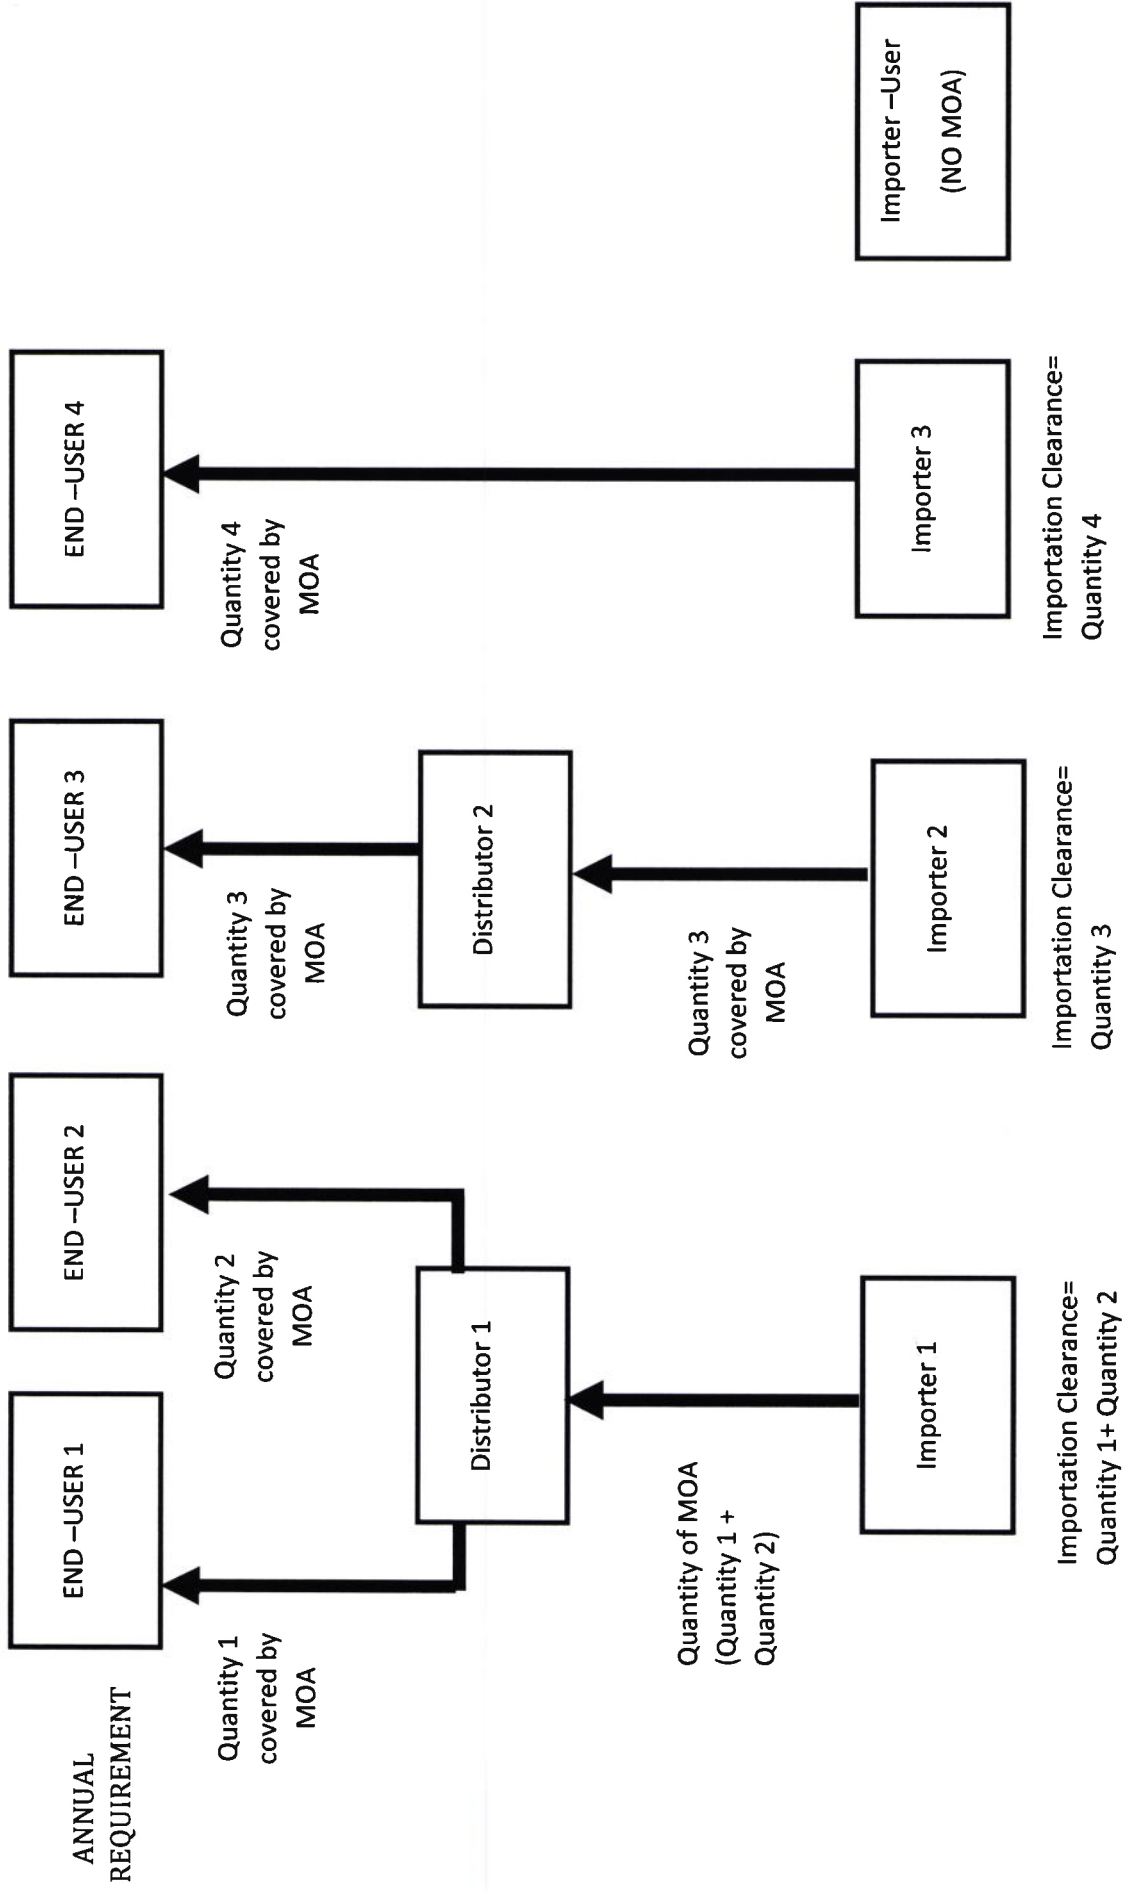 ANNUAL
REQUIREMENT
END –USER 1
END –USER 2
END –USER 3
END –USER 4
Quantity 1
covered by
MOA
Quantity 2
covered by
MOA
Quantity 3
covered by
MOA
Quantity 4
covered by
MOA
Distributor 1
Distributor 2
Quantity of MOA
(Quantity 1 +
Quantity 2)
Quantity 3
covered by
MOA
Importer 1
Importer 2
Importer 3
Importer –User
(NO MOA)
Importation Clearance=
Quantity 1+ Quantity 2
Importation Clearance=
Quantity 3
Importation Clearance=
Quantity 4